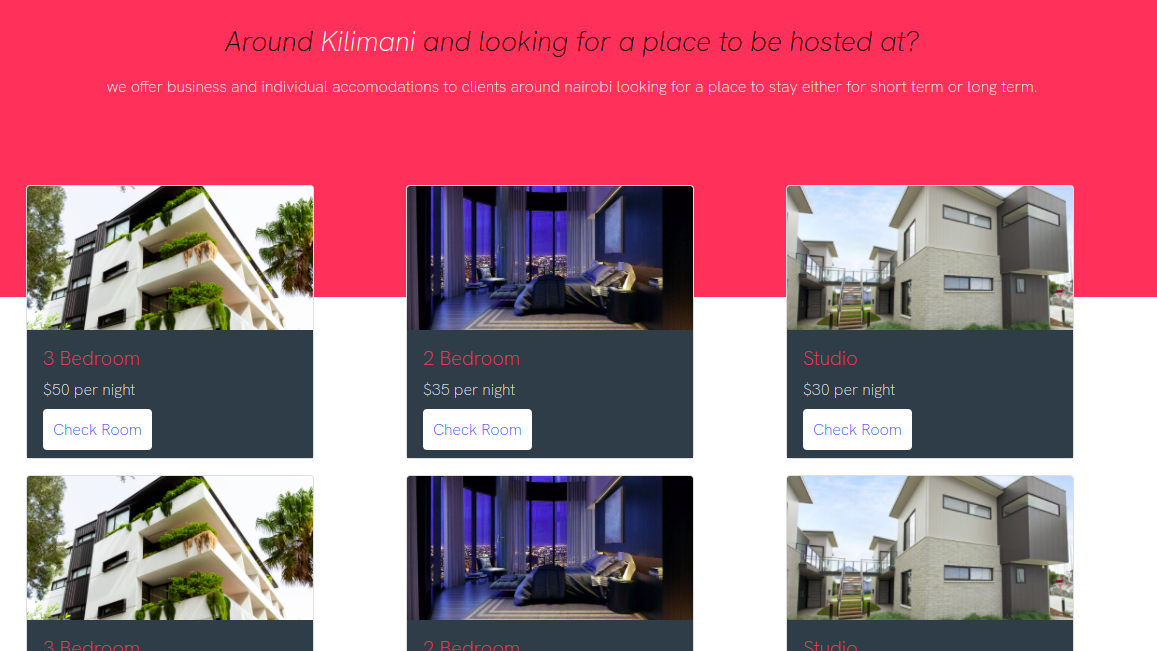 Around Kilimani and looking for a place to be hosted at?
we offer business and individual accomodations to clients around nairobi looking for a place to stay either for short term or long term.
3 Bedroom
$50 per night
Check Room
2 Bedroom
$35 per night
Check Room
Studio
$30 per night
Check Room
3 Bedroom
2 Bedroom
Studio